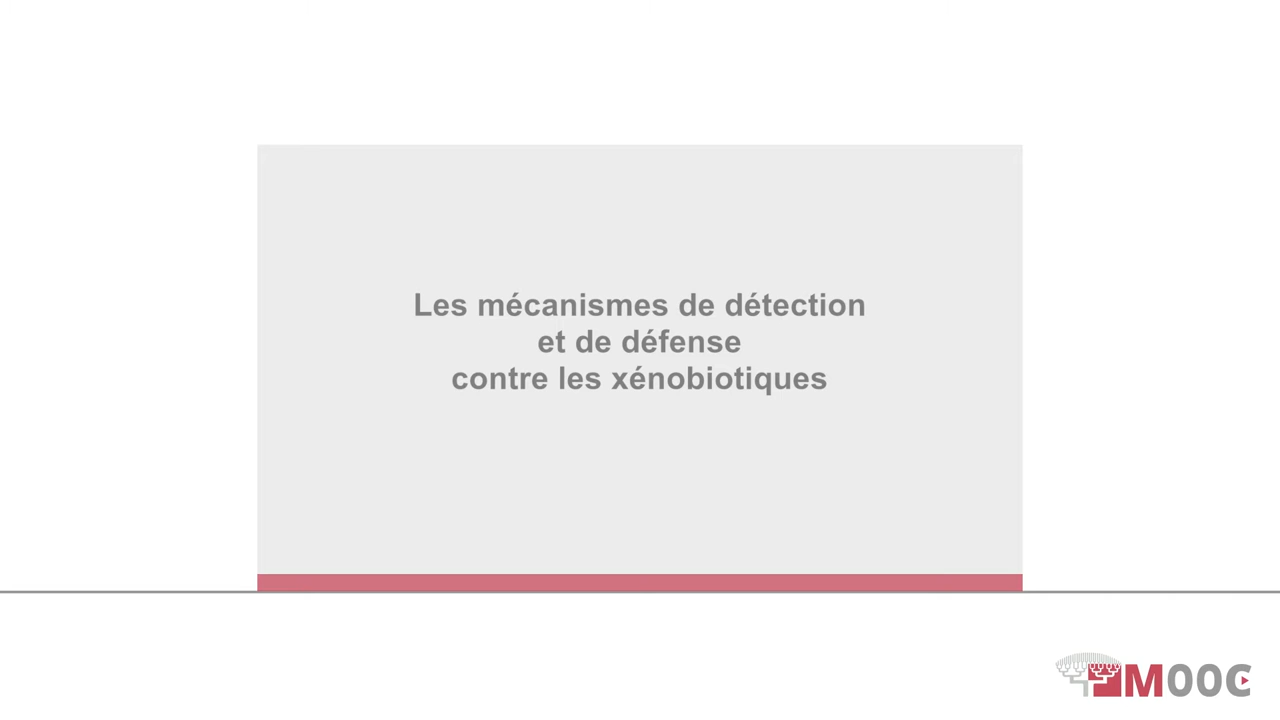 Les mécanismes de détection
et de défense
contre les xénobiotiques
MOOC